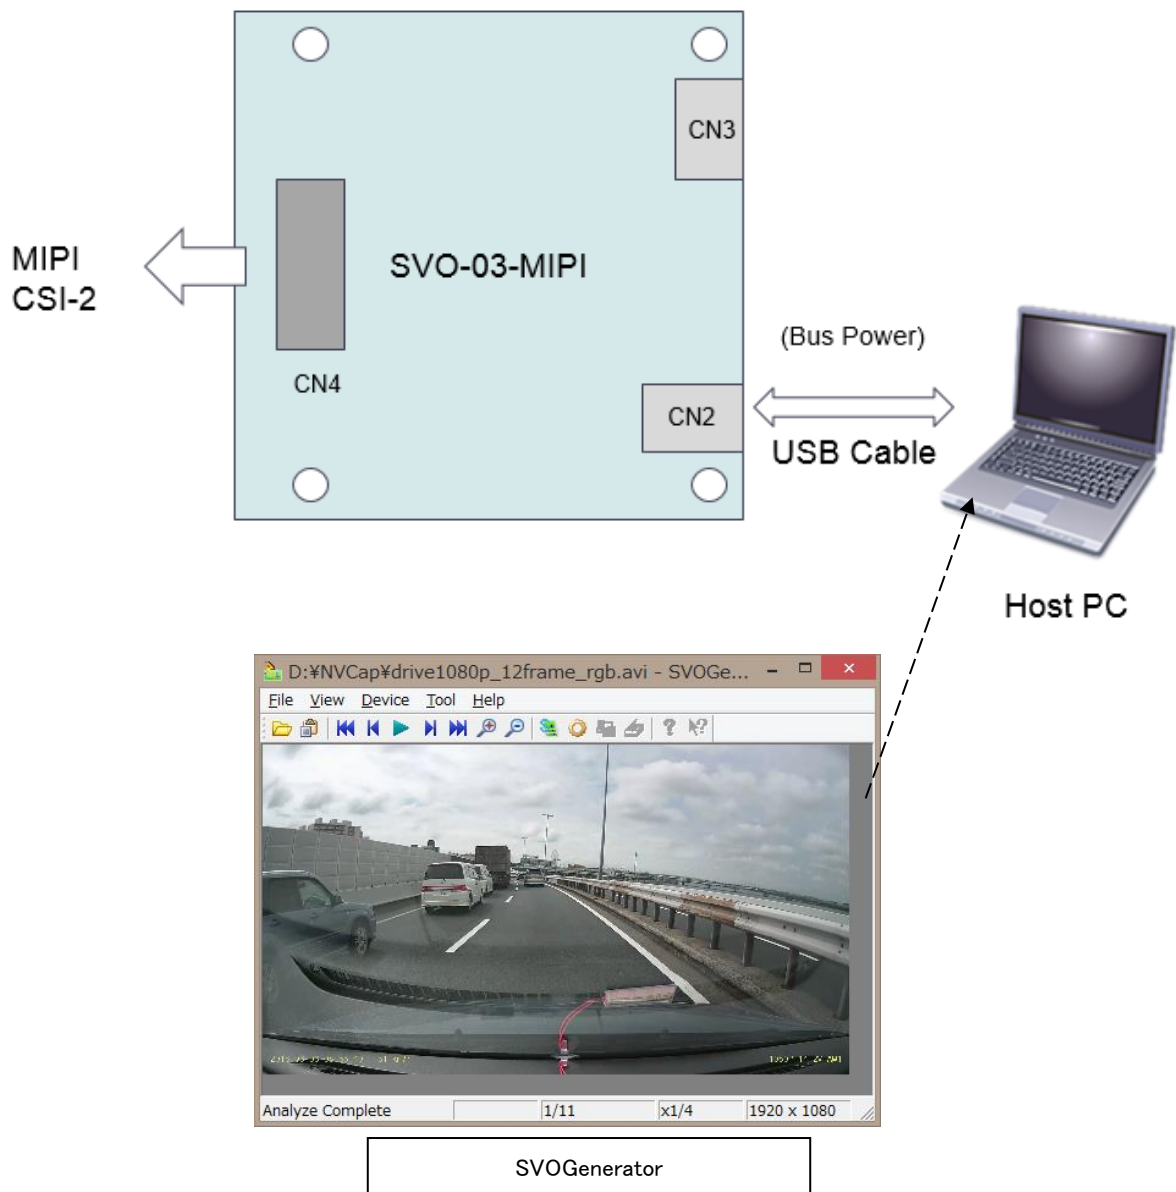 CN3
MIPI
CSI-2
SVO-03-MIPI
CN4
(Bus Power)
CN2
USB Cable
Host PC
D:¥NVCap¥drive1080p_12frame_rgb.avi - SVOGe...
File View Device Tool Help
Analyze Complete 1/11 x1/4 1920 x 1080
SVOGenerator